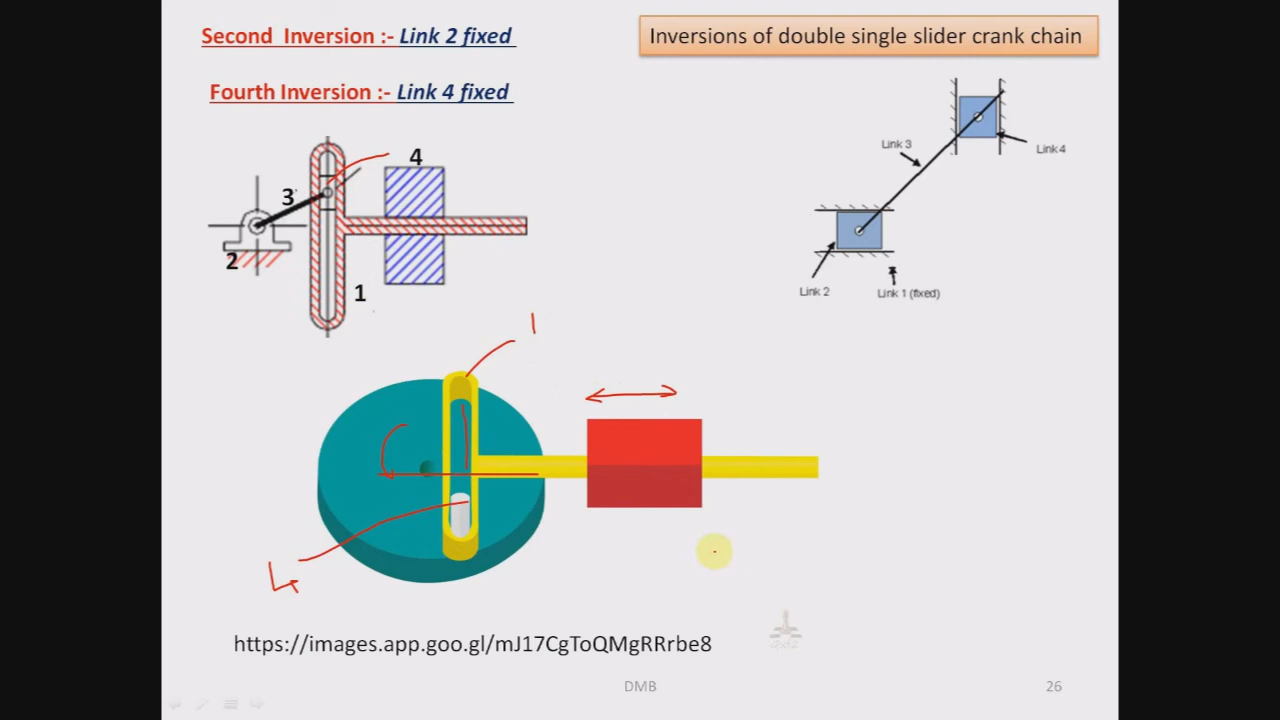 Second Inversion :- Link 2 fixed
Inversions of double single slider crank chain
Fourth Inversion :- Link 4 fixed
4
3
2
1
Link 3
Link 4
Link 2
Link 1 (fixed)
1
4
https://images.app.goo.gl/mJ17CgToQMgRRrbe8
DMB
26